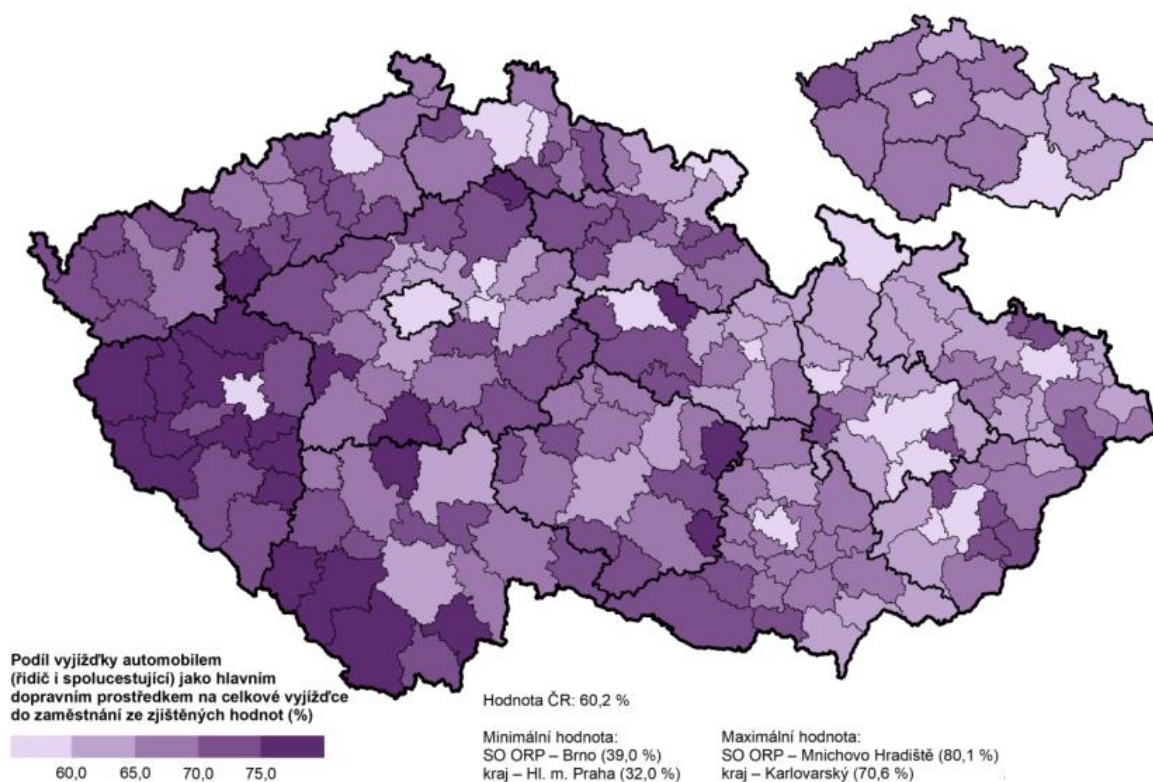 Podíl vyjížďky automobilem
(řidič i spolucestující) jako hlavním
dopravním prostředkem na celkové vyjížďce
do zaměstnání ze zjištěných hodnot (%)
60,0 65,0 70,0 75,0
Hodnota ČR: 60,2 %
Minimální hodnota:
SO ORP – Brno (39,0 %)
kraj – Hl. m. Praha (32,0 %)
Maximální hodnota:
SO ORP – Mnichovo Hradiště (80,1 %)
kraj – Karlovarský (70,6 %)